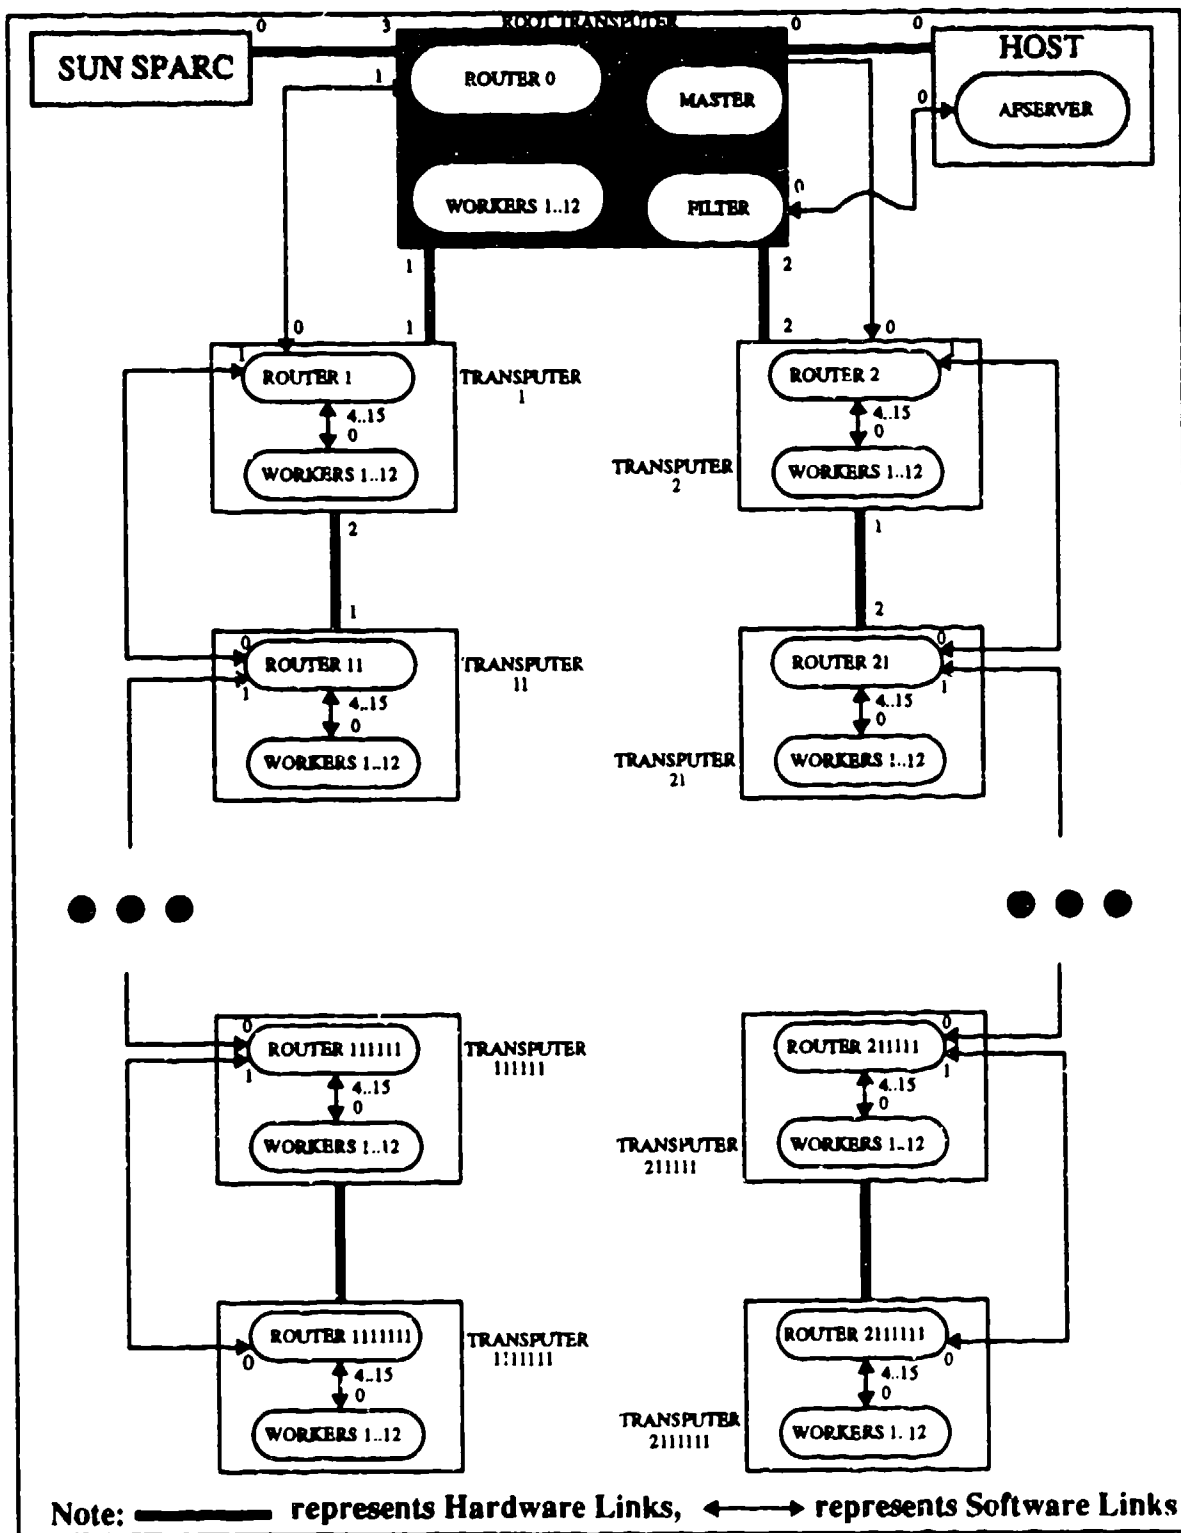 ROOT TRANSPUTER
0
3
0
0
SUN SPARC
HOST
1
ROUTER 0
MASTER
0
AFSERVER
WORKERS 1..12
FILTER
0
1
2
0
1
2
0
1
ROUTER 1
TRANSPUTER
1
4..15
0
WORKERS 1..12
1
ROUTER 2
4..15
0
TRANSPUTER
2
WORKERS 1..12
2
1
1
2
0
ROUTER 11
1
TRANSPUTER
11
4..15
0
WORKERS 1..12
0
ROUTER 21
1
4..15
0
TRANSPUTER
21
WORKERS 1..12
0
ROUTER 111111
1
TRANSPUTER
111111
4..15
0
WORKERS 1..12
0
ROUTER 211111
1
4..15
0
TRANSPUTER
211111
WORKERS 1..12
ROUTER 1111111
0
TRANSPUTER
1111111
4..15
0
WORKERS 1..12
ROUTER 2111111
0
4..15
0
TRANSPUTER
2111111
WORKERS 1..12
Note: represents Hardware Links, represents Software Links